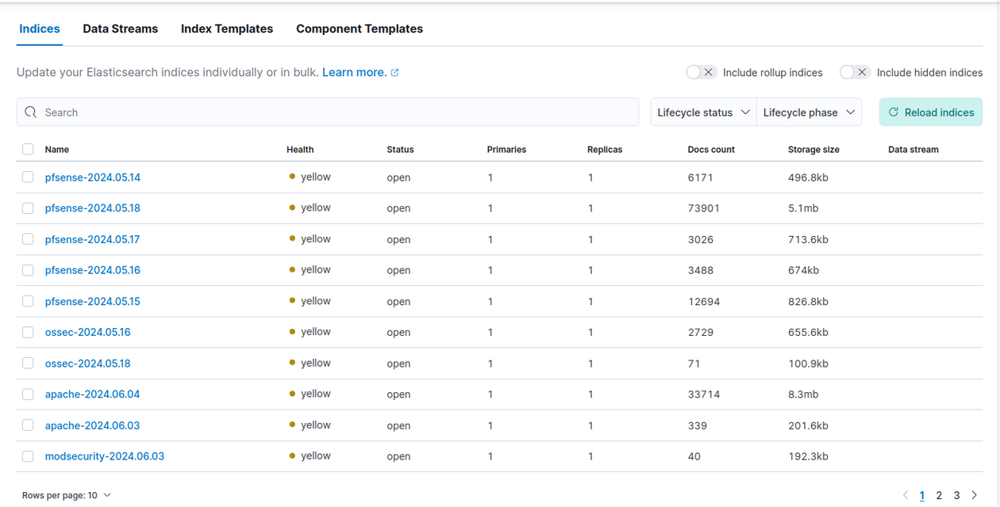 Indices Data Streams Index Templates Component Templates
Update your Elasticsearch indices individually or in bulk. Learn more. Include rollup indices Include hidden indices
Search Lifecycle status Lifecycle phase Reload indices
Name Health Status Primaries Replicas Docs count Storage size Data stream
pfsense-2024.05.14 yellow open 1 1 6171 496.8kb
pfsense-2024.05.18 yellow open 1 1 73901 5.1mb
pfsense-2024.05.17 yellow open 1 1 3026 713.6kb
pfsense-2024.05.16 yellow open 1 1 3488 674kb
pfsense-2024.05.15 yellow open 1 1 12694 826.8kb
ossec-2024.05.16 yellow open 1 1 2729 655.6kb
ossec-2024.05.18 yellow open 1 1 71 100.9kb
apache-2024.06.04 yellow open 1 1 33714 8.3mb
apache-2024.06.03 yellow open 1 1 339 201.6kb
modsecurity-2024.06.03 yellow open 1 1 40 192.3kb
Rows per page: 10 1 2 3